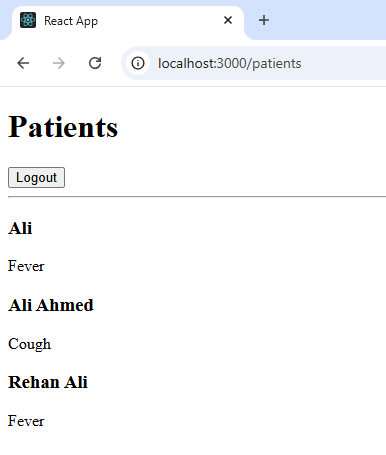 React App
localhost:3000/patients
Patients
Logout
Ali
Fever
Ali Ahmed
Cough
Rehan Ali
Fever